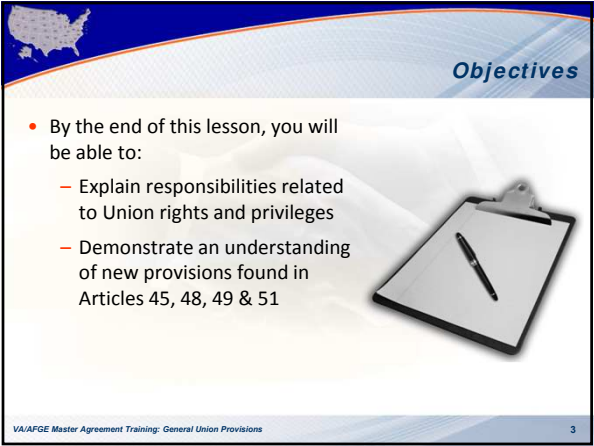 Objectives
• By the end of this lesson, you will
be able to:
– Explain responsibilities related
to Union rights and privileges
– Demonstrate an understanding
of new provisions found in
Articles 45, 48, 49 & 51
VA/AFGE Master Agreement Training: General Union Provisions
3